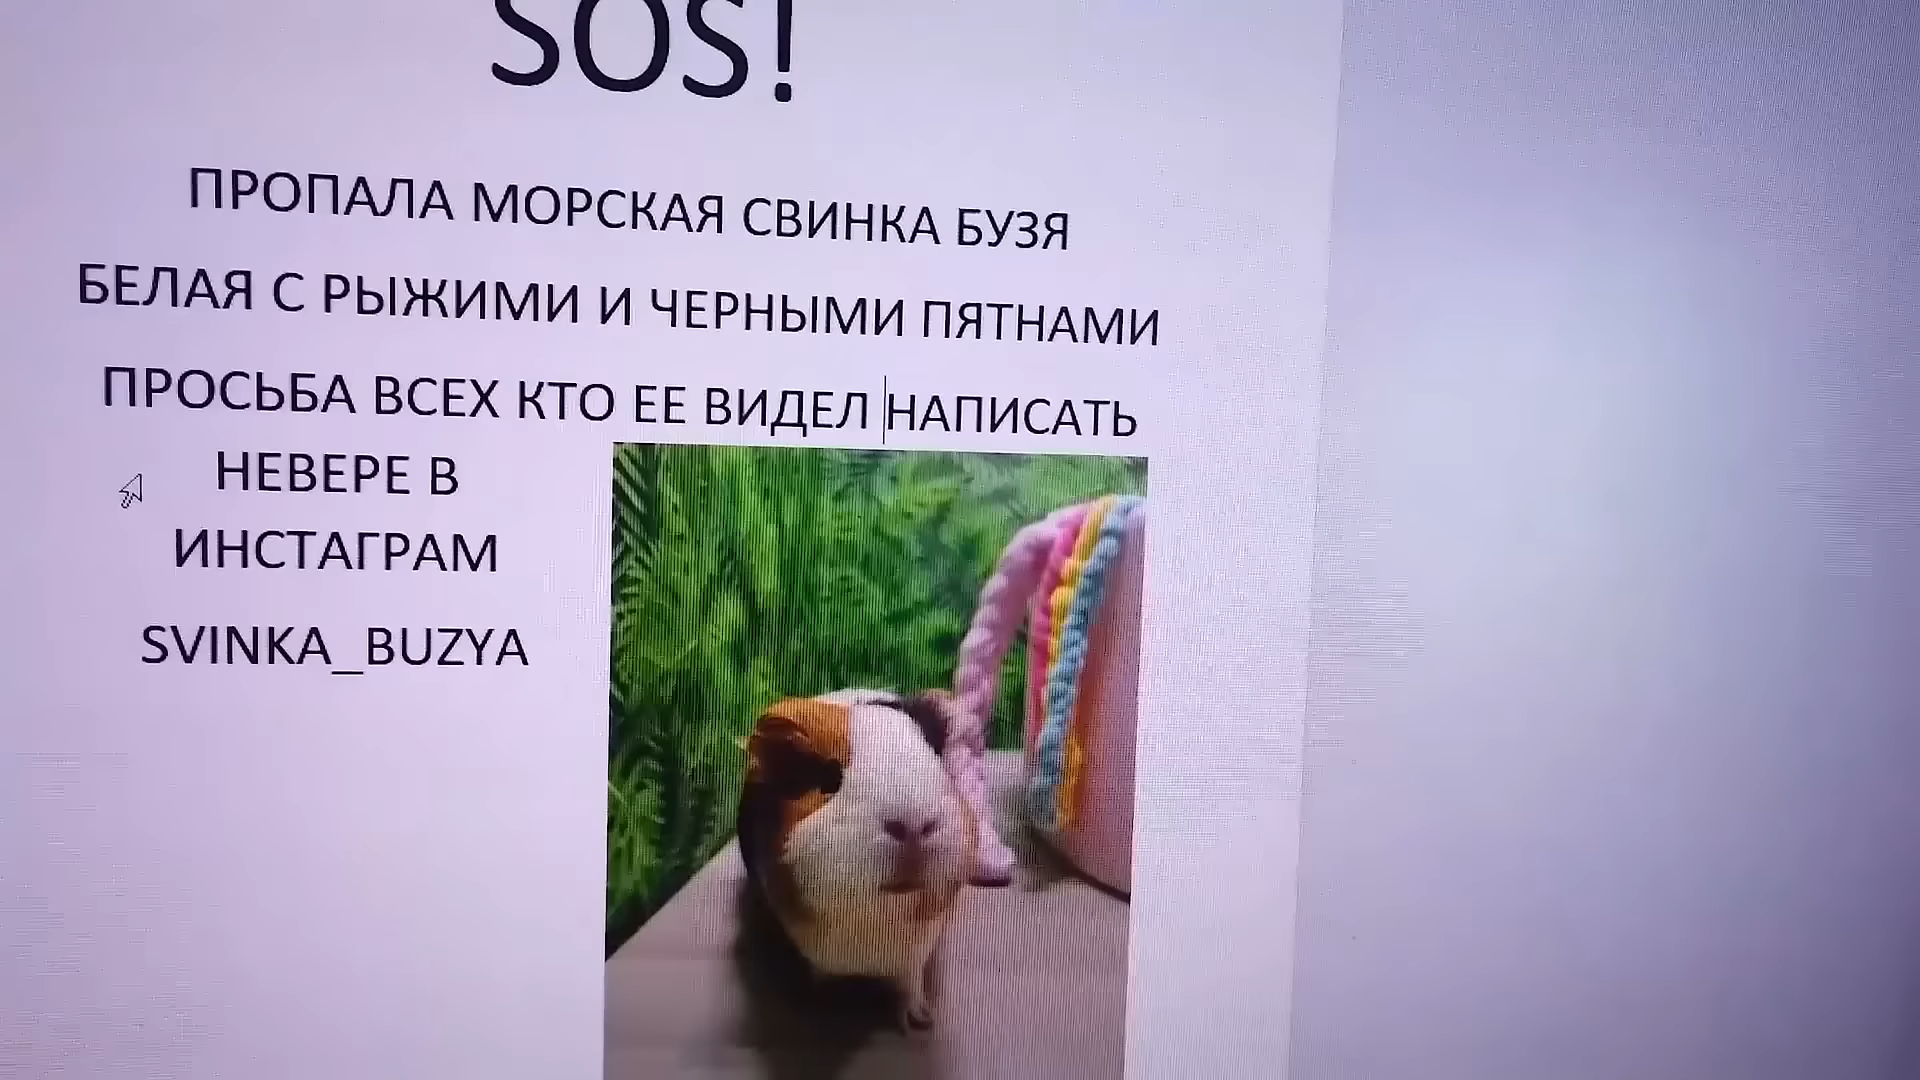 SOS!
ПРОПАЛА МОРСКАЯ СВИНКА БУЗЯ
БЕЛАЯ С РЫЖИМИ И ЧЕРНЫМИ ПЯТНАМИ
ПРОСЬБА ВСЕХ КТО ЕЕ ВИДЕЛ НАПИСАТЬ
НЕВЕРЕ В
ИНСТАГРАМ
SVINKA_BUZYA